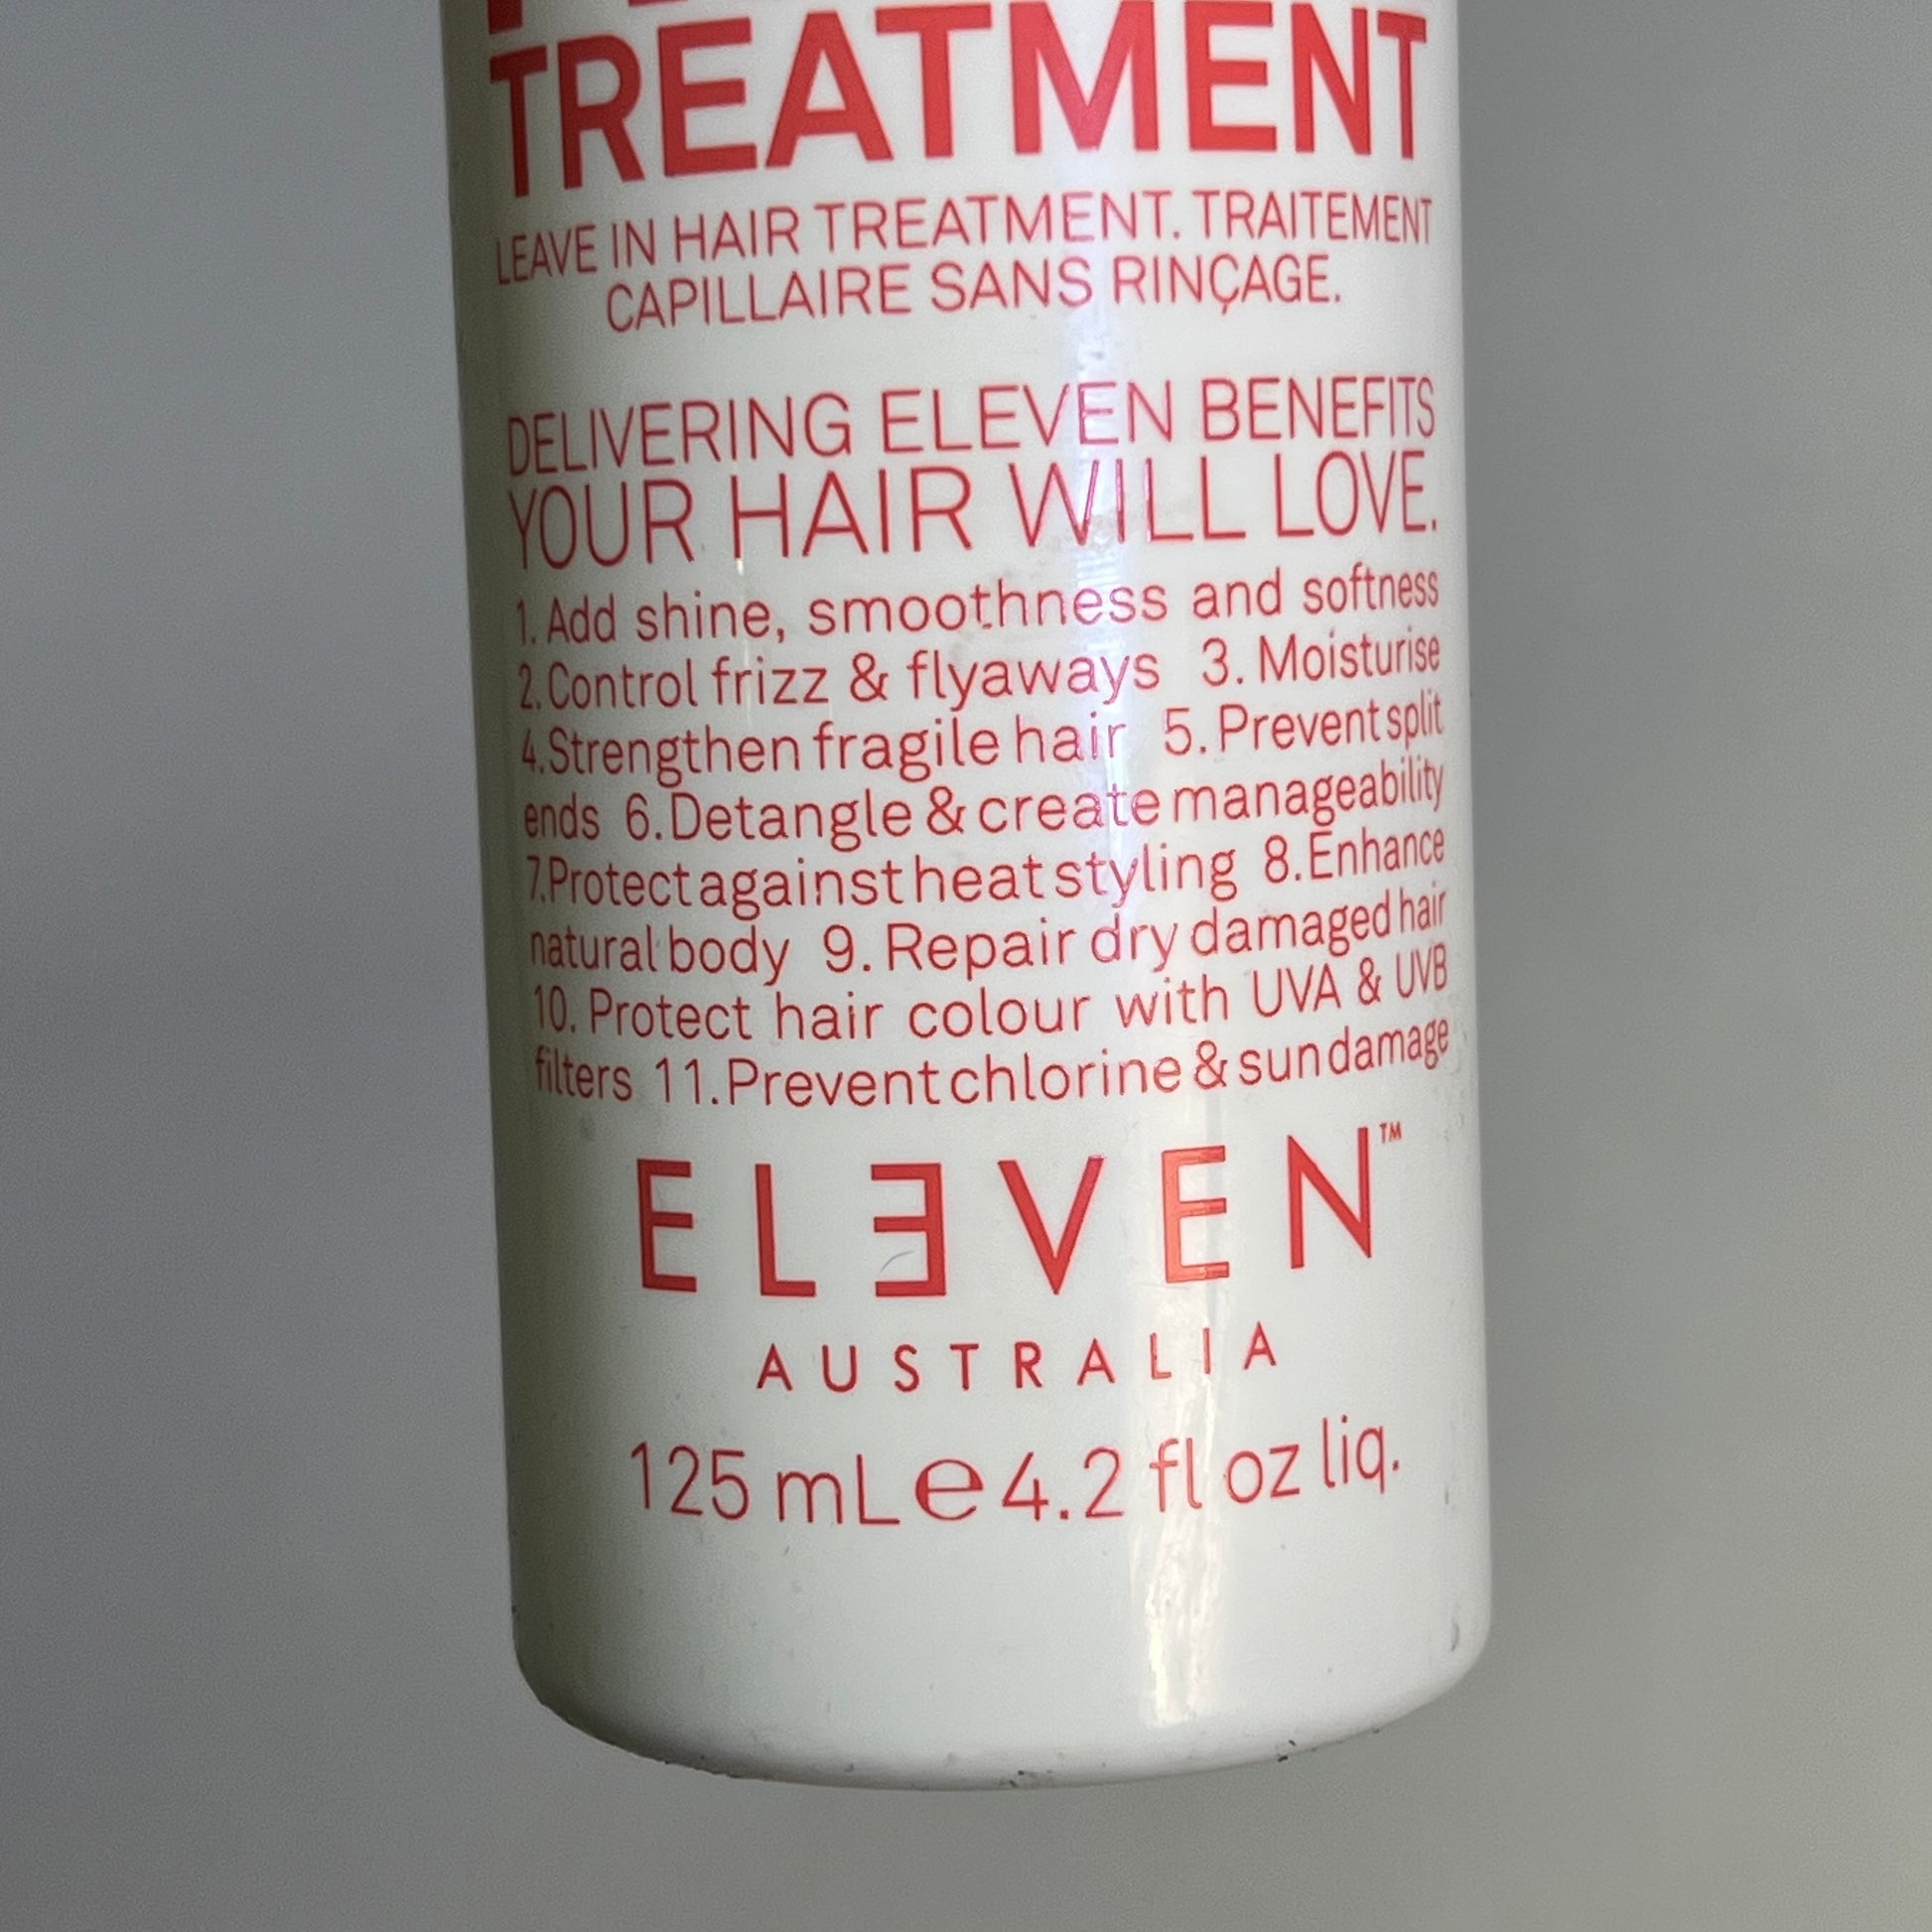 TREATMENT
LEAVE IN HAIR TREATMENT. TRAITEMENT
CAPILLAIRE SANS RINÇAGE.
DELIVERING ELEVEN BENEFITS
YOUR HAIR WILL LOVE.
1. Add shine, smoothness and softness
2. Control frizz & flyaways 3. Moisturise
4. Strengthen fragile hair 5. Prevent split
ends 6. Detangle & create manageability
7. Protect against heat styling 8. Enhance
natural body 9. Repair dry damaged hair
10. Protect hair colour with UVA & UVB
filters 11. Prevent chlorine & sun damage
ELEVEN™
AUSTRALIA
125 mL e 4.2 fl oz liq.